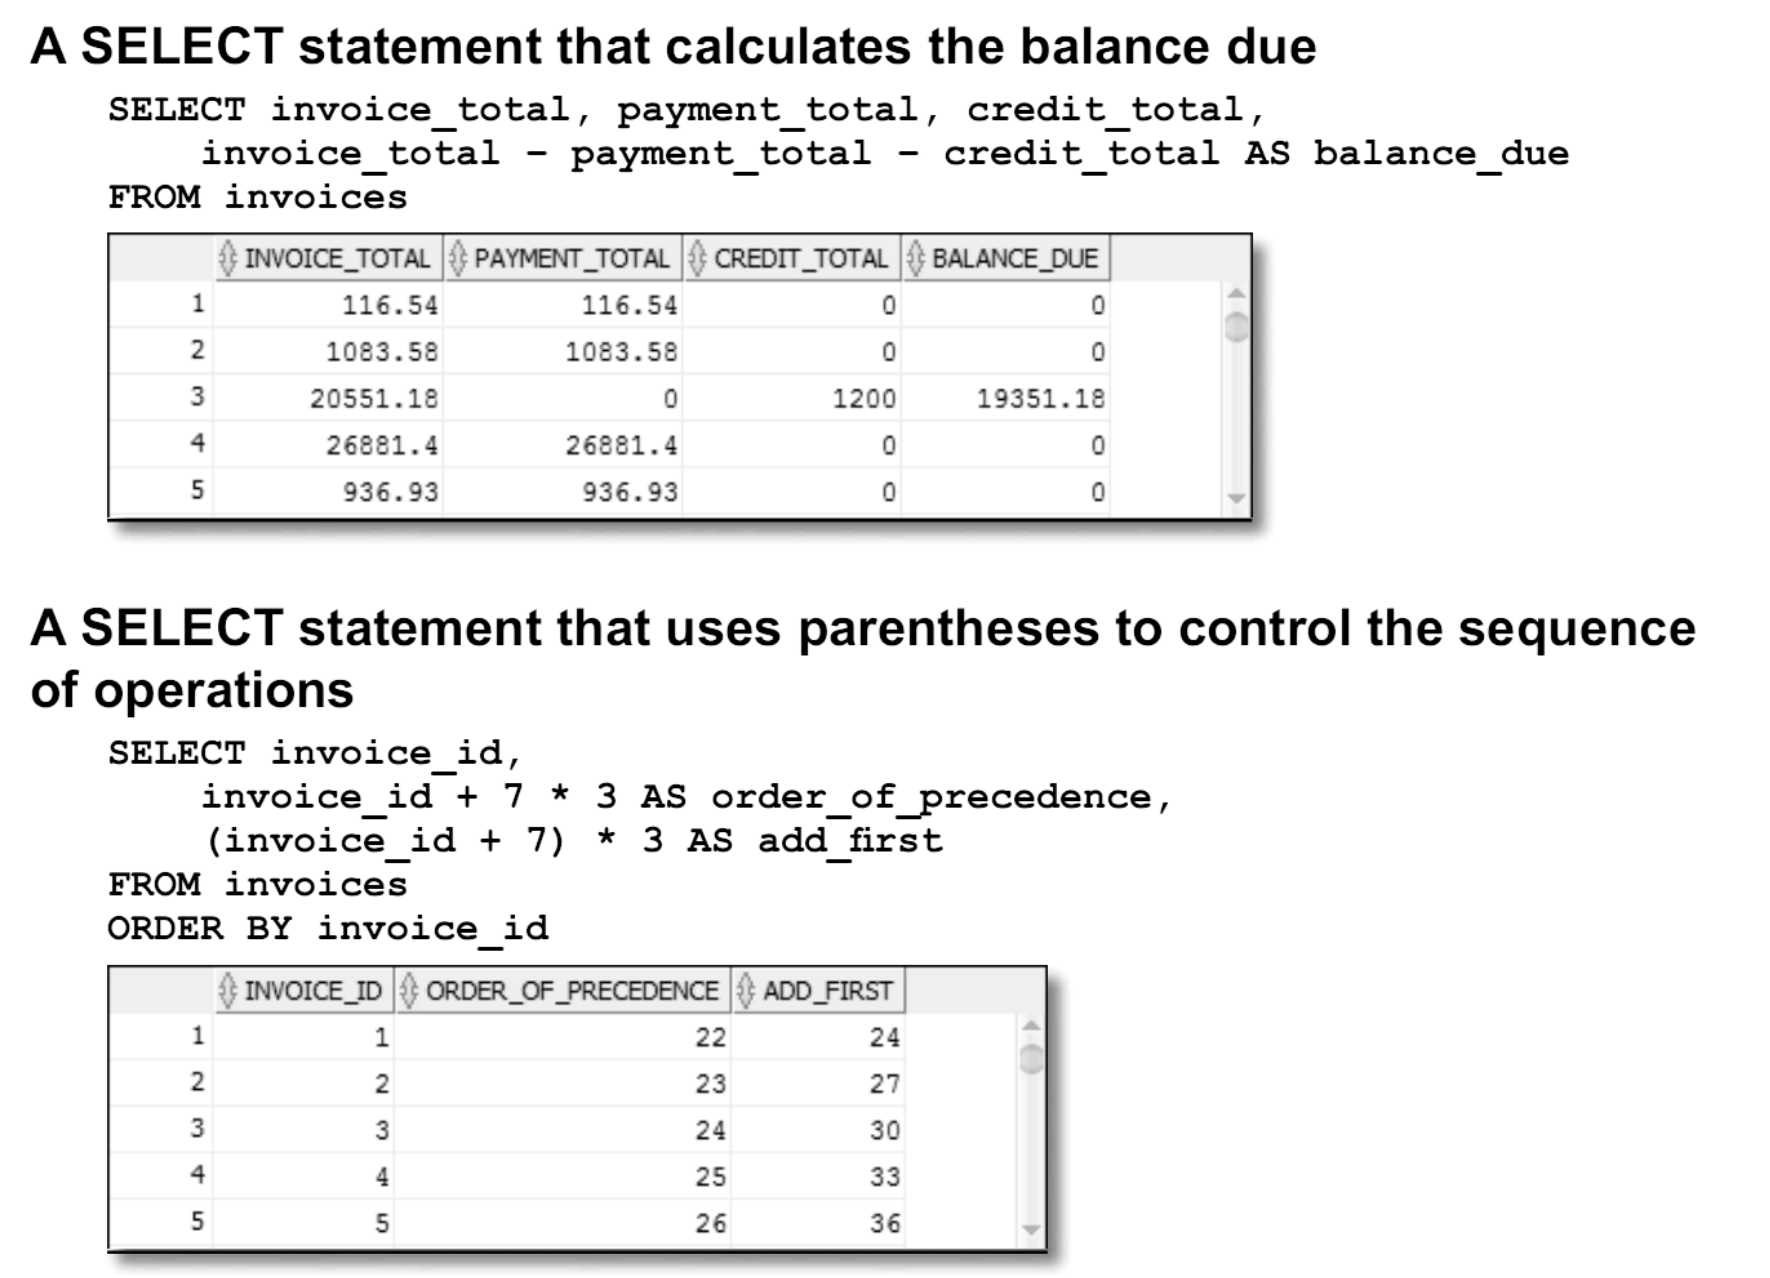 A SELECT statement that calculates the balance due
SELECT invoice_total, payment_total, credit_total,
invoice_total – payment_total – credit_total AS balance_due
FROM invoices
INVOICE_TOTAL PAYMENT_TOTAL CREDIT_TOTAL BALANCE_DUE
1 116.54 116.54 0 0
2 1083.58 1083.58 0 0
3 20551.18 0 1200 19351.18
4 26881.4 26881.4 0 0
5 936.93 936.93 0 0
A SELECT statement that uses parentheses to control the sequence
of operations
SELECT invoice_id,
invoice_id + 7 * 3 AS order_of_precedence,
(invoice_id + 7) * 3 AS add_first
FROM invoices
ORDER BY invoice_id
INVOICE_ID ORDER_OF_PRECEDENCE ADD_FIRST
1 1 22 24
2 2 23 27
3 3 24 30
4 4 25 33
5 5 26 36